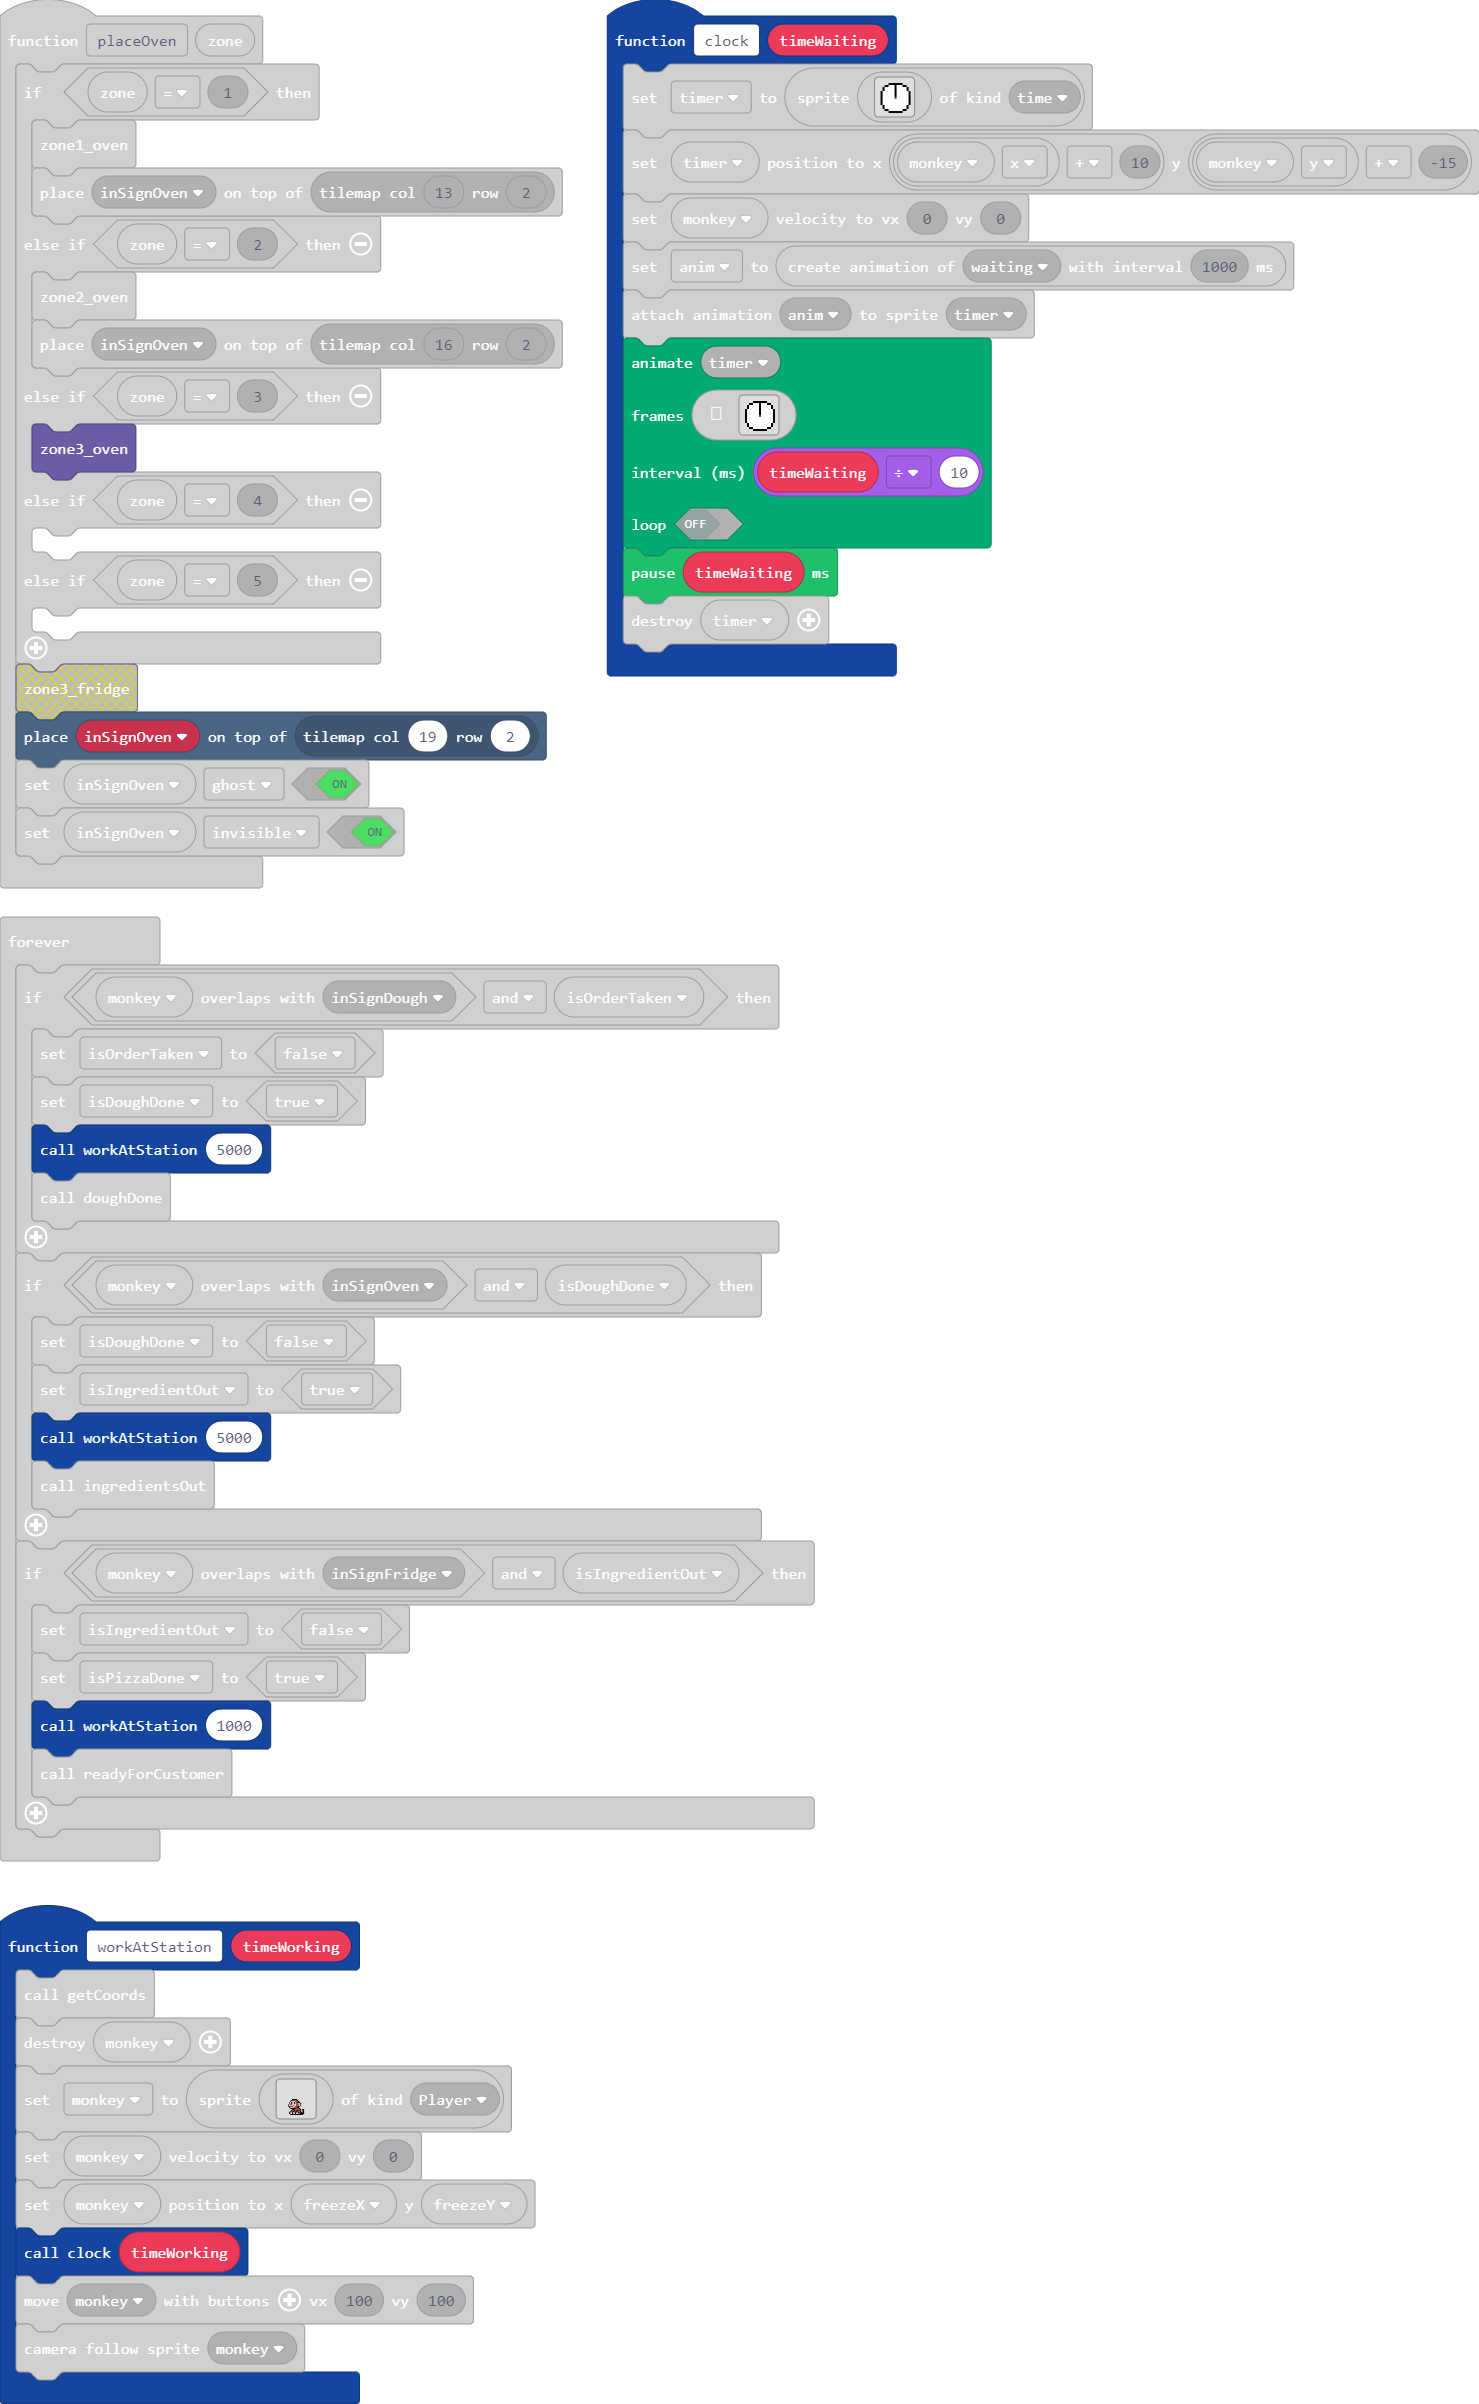 function placeOven zone
if zone = 1 then
zone1_oven
place inSignOven on top of tilemap col 13 row 2
else if zone = 2 then
zone2_oven
place inSignOven on top of tilemap col 16 row 2
else if zone = 3 then
zone3_oven
else if zone = 4 then
else if zone = 5 then
zone3_fridge
place inSignOven on top of tilemap col 19 row 2
set inSignOven ghost ON
set inSignOven invisible ON
function clock timeWaiting
set timer to sprite of kind time
set timer position to x monkey x + 10 y monkey y + -15
set monkey velocity to vx 0 vy 0
set anim to create animation of waiting with interval 1000 ms
attach animation anim to sprite timer
animate timer
frames
interval (ms) timeWaiting ÷ 10
loop OFF
pause timeWaiting ms
destroy timer
forever
if monkey overlaps with inSignDough and isOrderTaken then
set isOrderTaken to false
set isDoughDone to true
call workAtStation 5000
call doughDone
if monkey overlaps with inSignOven and isDoughDone then
set isDoughDone to false
set isIngredientOut to true
call workAtStation 5000
call ingredientsOut
if monkey overlaps with inSignFridge and isIngredientOut then
set isIngredientOut to false
set isPizzaDone to true
call workAtStation 1000
call readyForCustomer
function workAtStation timeWorking
call getCoords
destroy monkey
set monkey to sprite of kind Player
set monkey velocity to vx 0 vy 0
set monkey position to x freezeX y freezeY
call clock timeWorking
move monkey with buttons vx 100 vy 100
camera follow sprite monkey